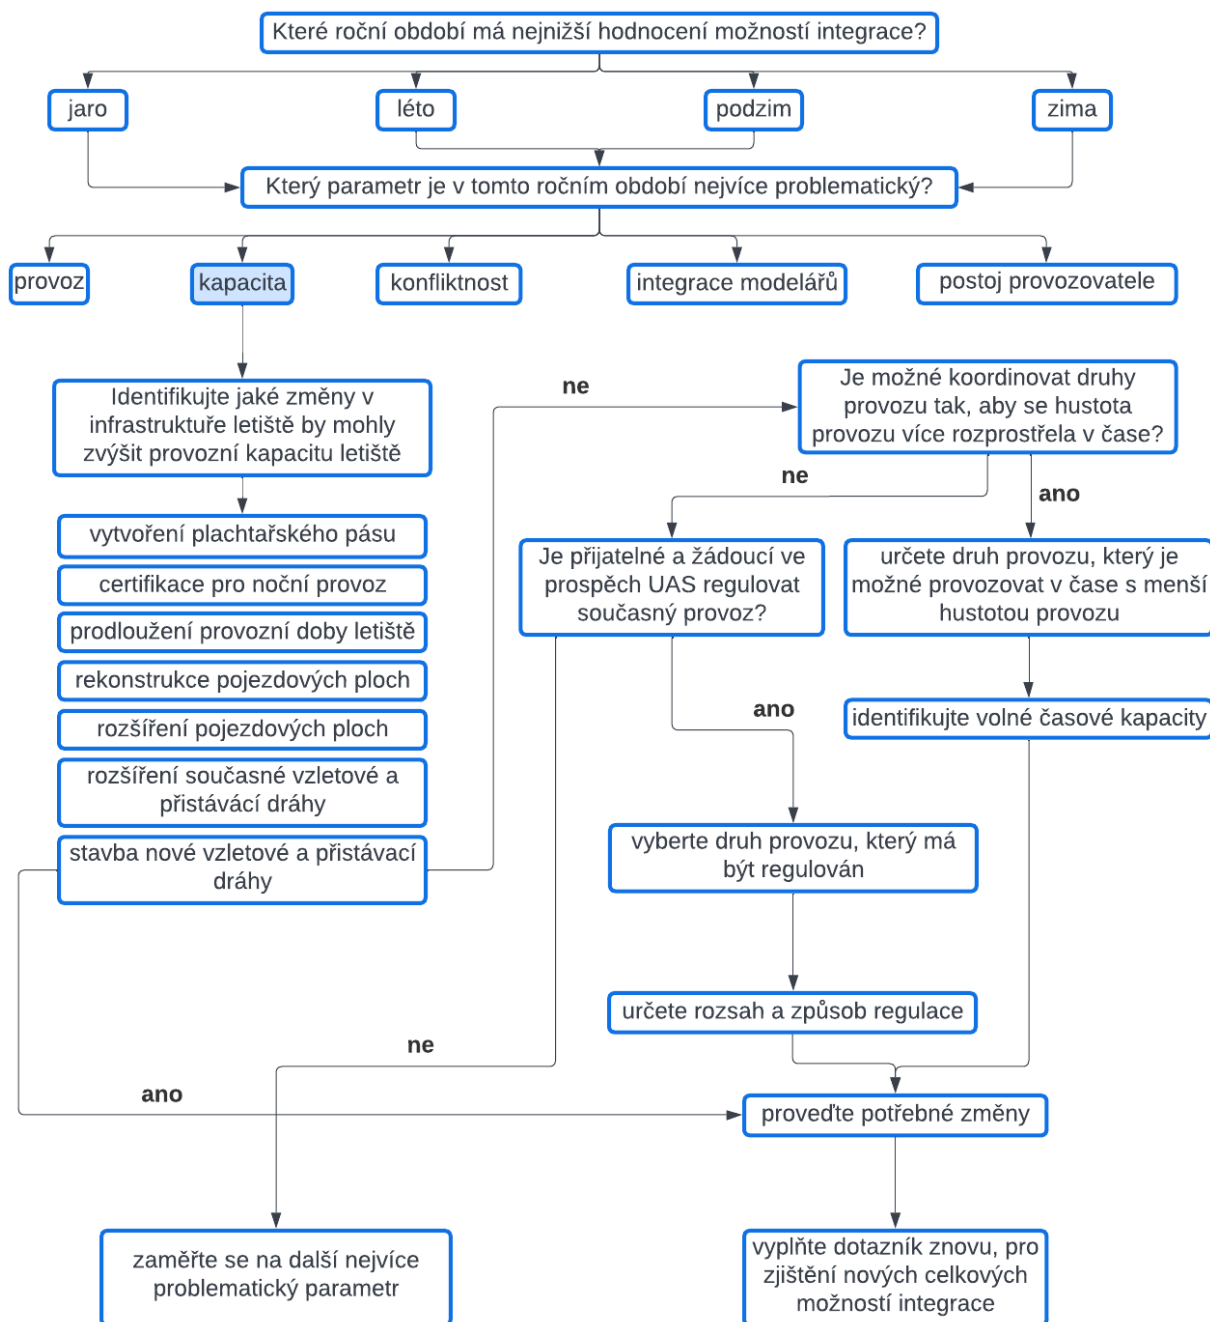 Které roční období má nejnižší hodnocení možností integrace?
jaro
léto
podzim
zima
Který parametr je v tomto ročním období nejvíce problematický?
provoz
kapacita
konfliktnost
integrace modelářů
postoj provozovatele
Identifikujte jaké změny v
infrastruktuře letiště by mohly
zvýšit provozní kapacitu letiště
vytvoření plachtařského pásu
certifikace pro noční provoz
prodloužení provozní doby letiště
rekonstrukce pojezdových ploch
rozšíření pojezdových ploch
rozšíření současné vzletové a
přistávácí dráhy
stavba nové vzletové a přistávací
dráhy
ne
Je možné koordinovat druhy
provozu tak, aby se hustota
provozu více rozprostřela v čase?
ne
ano
Je přijatelné a žádoucí ve
prospěch UAS regulovat
současný provoz?
určete druh provozu, který je
možné provozovat v čase s menší
hustotou provozu
ano
identifikujte volné časové kapacity
vyberte druh provozu, který má
být regulován
určete rozsah a způsob regulace
ne
ano
proveďte potřebné změny
zaměřte se na další nejvíce
problematický parametr
vyplňte dotazník znovu, pro
zjištění nových celkových
možností integrace